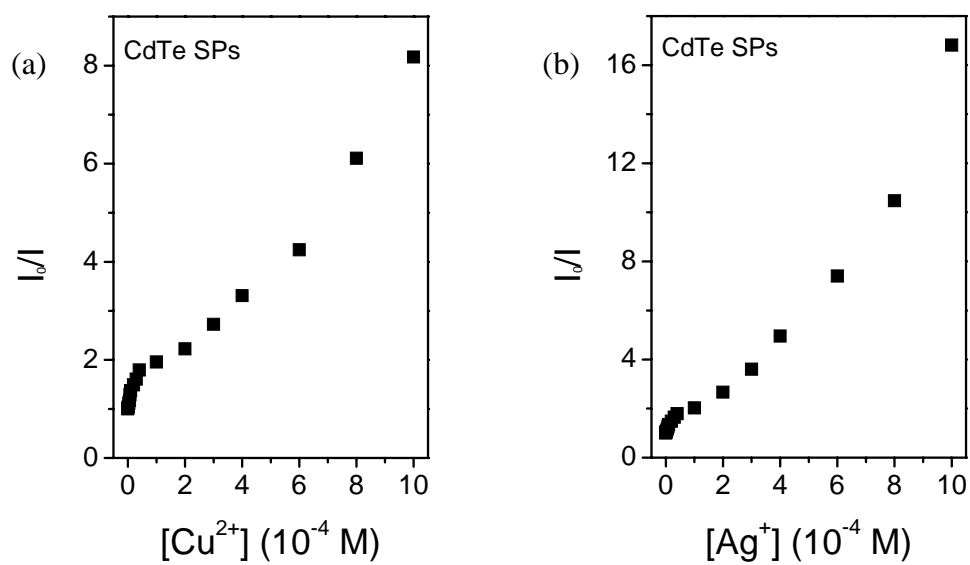 (a)
CdTe SPs
8
6
4
2
0
I₀/I
0 2 4 6 8 10
[Cu²⁺] (10⁻⁴ M)
(b)
CdTe SPs
16
12
8
4
0
I₀/I
0 2 4 6 8 10
[Ag⁺] (10⁻⁴ M)